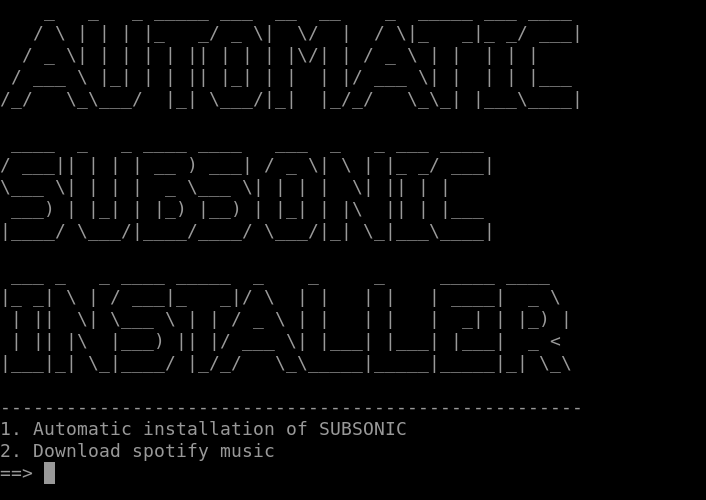 AUTOMATIC
SUBSONIC
INSTALLER
-----------------------------------------------------
1. Automatic installation of SUBSONIC
2. Download spotify music
==>